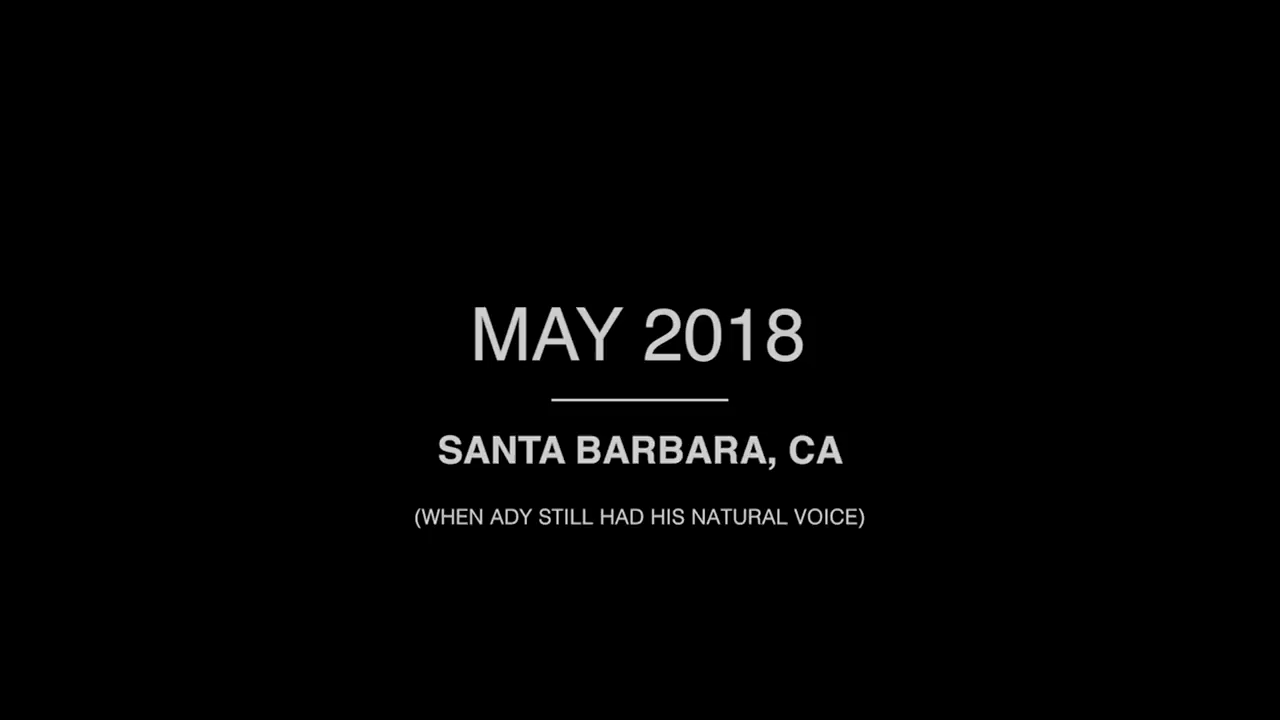 MAY 2018
SANTA BARBARA, CA
(WHEN ADY STILL HAD HIS NATURAL VOICE)